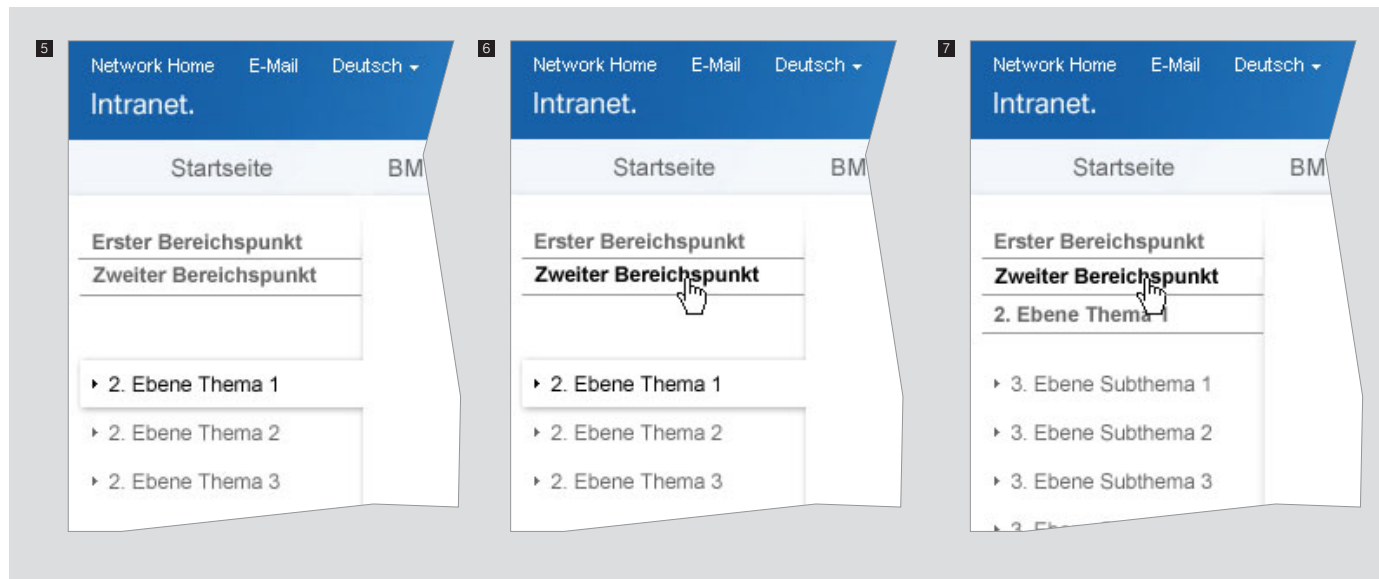 5
Network Home E-Mail Deutsch
Intranet.
Startseite BM
Erster Bereichspunkt
Zweiter Bereichspunkt
2. Ebene Thema 1
2. Ebene Thema 2
2. Ebene Thema 3
6
Network Home E-Mail Deutsch
Intranet.
Startseite BM
Erster Bereichspunkt
Zweiter Bereichspunkt
2. Ebene Thema 1
2. Ebene Thema 2
2. Ebene Thema 3
7
Network Home E-Mail Deutsch
Intranet.
Startseite BM
Erster Bereichspunkt
Zweiter Bereichspunkt
2. Ebene Thema 1
3. Ebene Subthema 1
3. Ebene Subthema 2
3. Ebene Subthema 3
3.